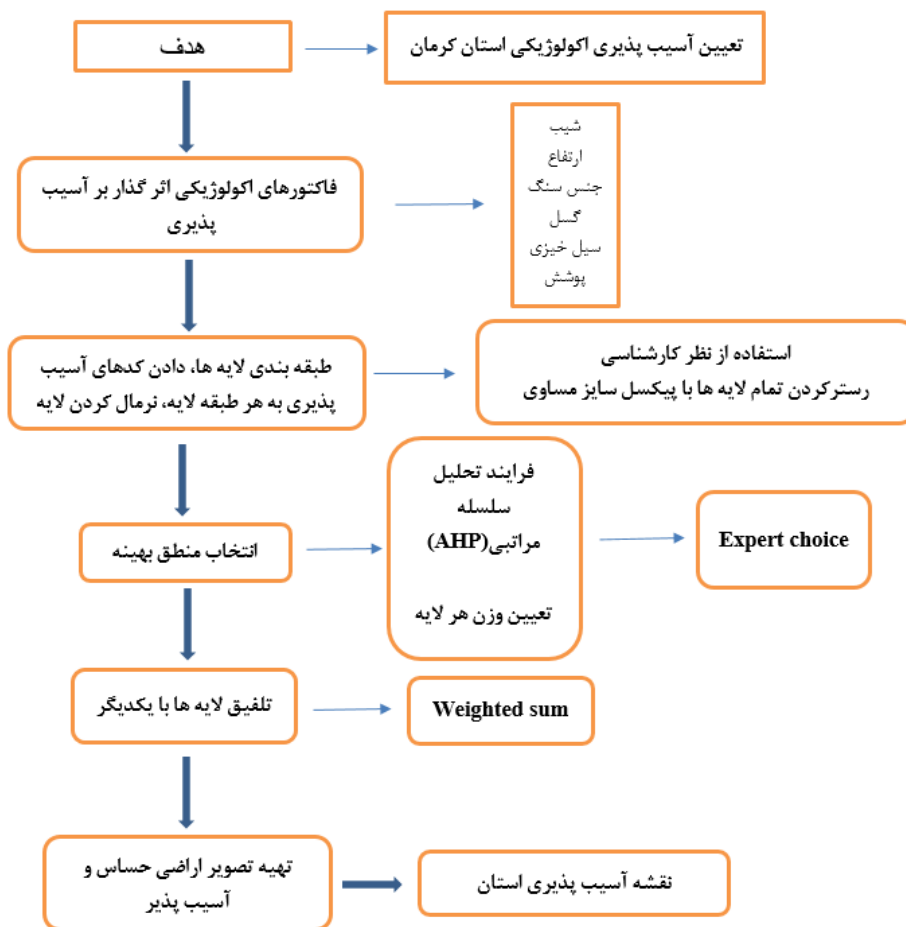 هدف
تعیین آسیب پذیری اکولوژیکی استان کرمان
فاکتورهای اکولوژیکی اثر گذار بر آسیب
پذیری
شیب
ارتفاع
جنس سنگ
گسل
سیل خیزی
پوشش
طبقه بندی لایه ها، دادن کدهای آسیب
پذیری به هر طبقه لایه، نرمال کردن لایه
استفاده از نظر کارشناسی
رسترکردن تمام لایه ها با پیکسل سایز مساوی
انتخاب منطق بهینه
فرایند تحلیل
سلسله
مراتبی(AHP)
تعیین وزن هر لایه
Expert choice
تلفیق لایه ها با یکدیگر
Weighted sum
تهیه تصویر اراضی حساس و
آسیب پذیر
نقشه آسیب پذیری استان